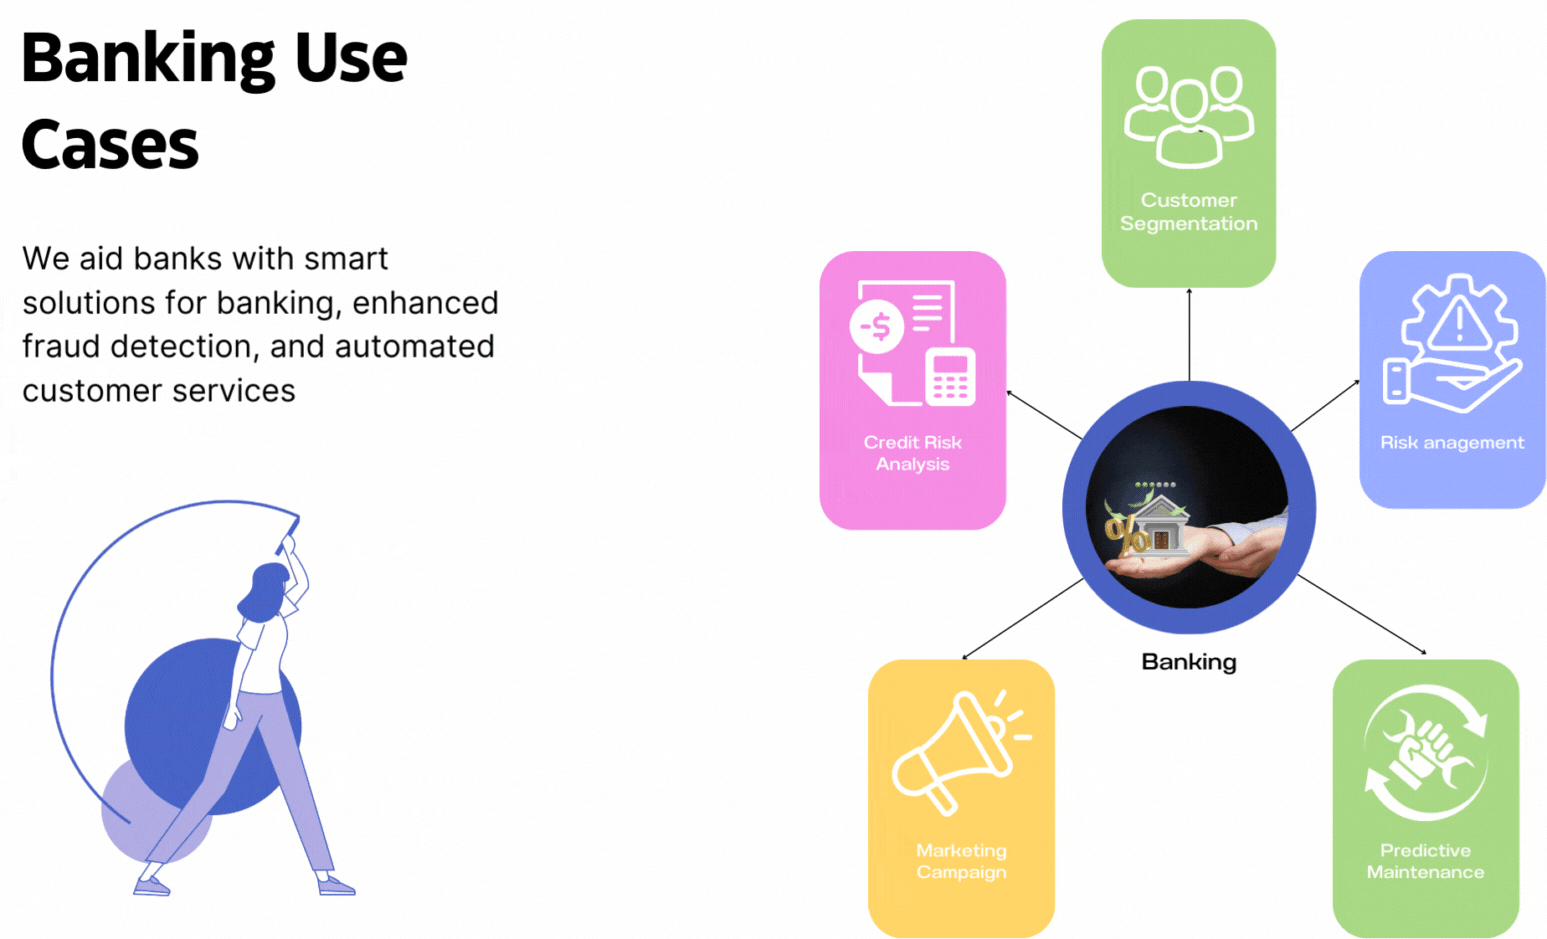 Banking Use
Cases
We aid banks with smart
solutions for banking, enhanced
fraud detection, and automated
customer services
Customer
Segmentation
Credit Risk
Analysis
-$
Risk anagement
%
Banking
Marketing
Campaign
Predictive
Maintenance